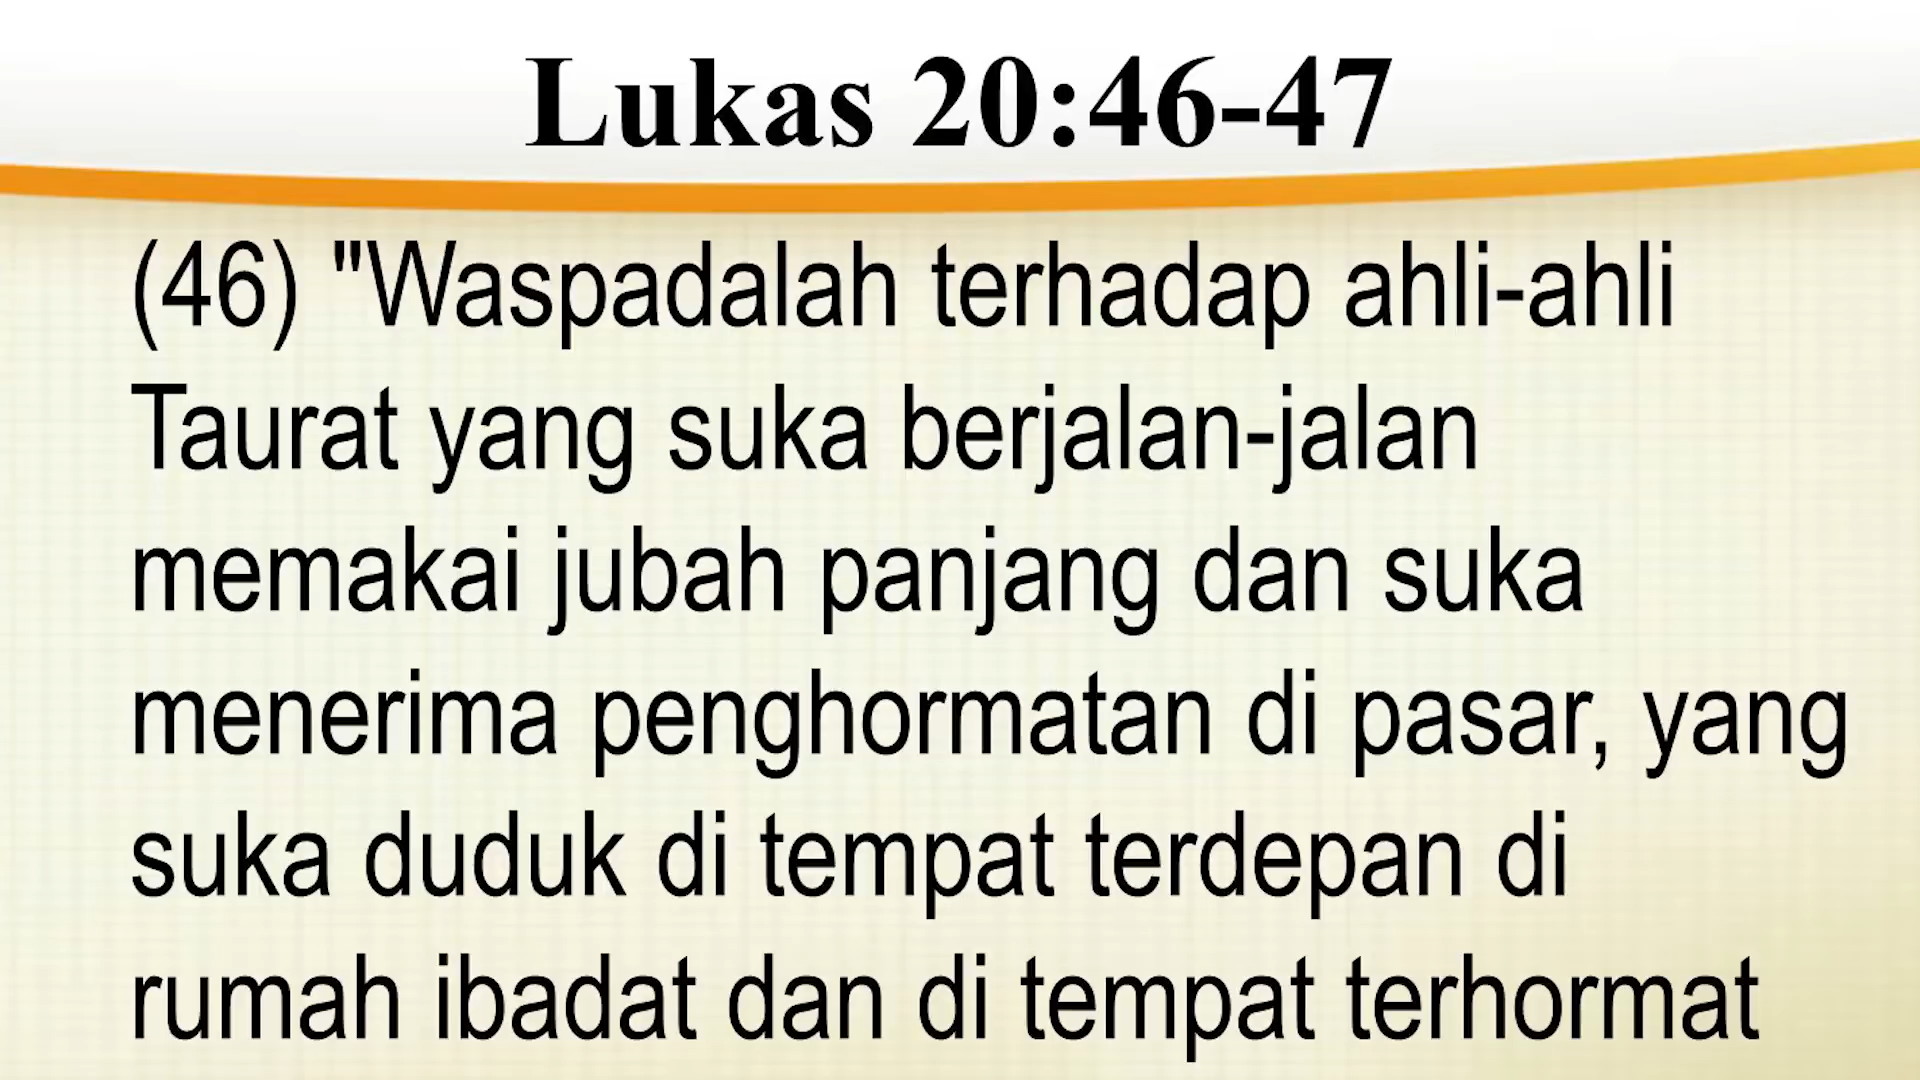 Lukas 20:46-47
(46) "Waspadalah terhadap ahli-ahli
Taurat yang suka berjalan-jalan
memakai jubah panjang dan suka
menerima penghormatan di pasar, yang
suka duduk di tempat terdepan di
rumah ibadat dan di tempat terhormat